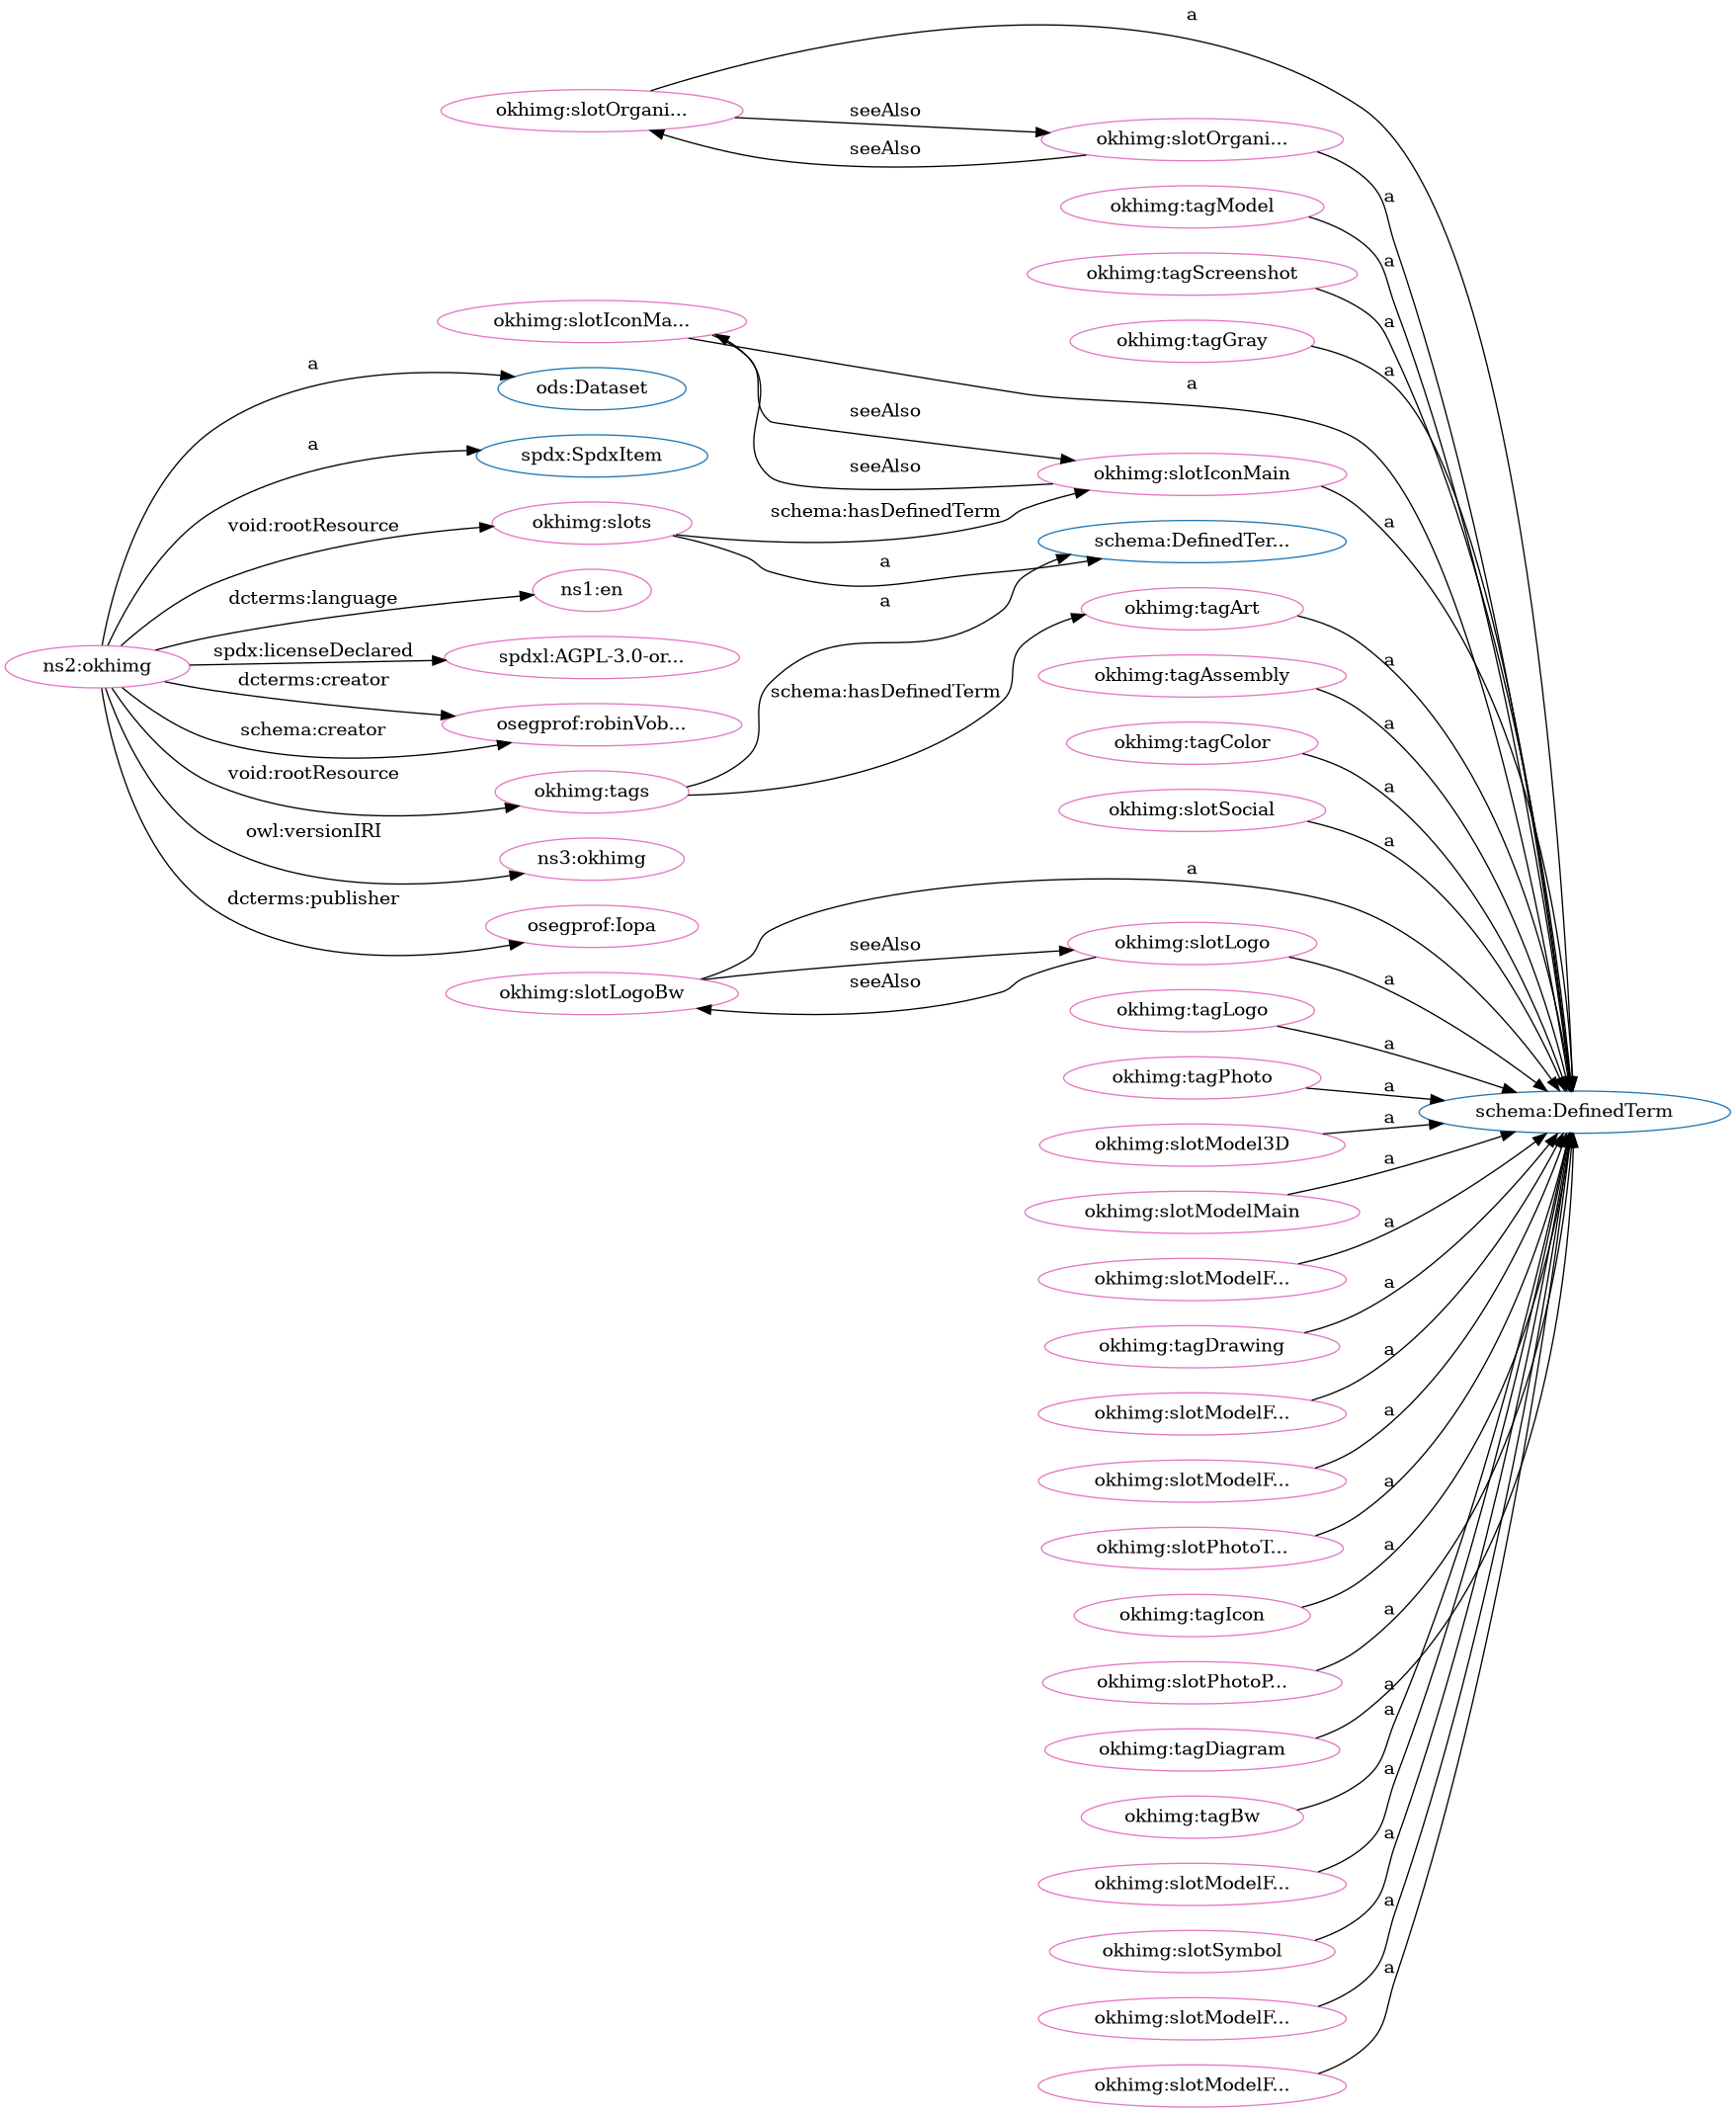 a
okhimg:slotOrgani...
seeAlso
okhimg:slotOrgani...
seeAlso
a
okhimg:tagModel
a
okhimg:tagScreenshot
okhimg:slotIconMa...
a
okhimg:tagGray
a
a
ods:Dataset
a
seeAlso
a
spdx:SpdxItem
seeAlso
okhimg:slotIconMain
void:rootResource
okhimg:slots
schema:hasDefinedTerm
a
schema:DefinedTer...
a
dcterms:language
ns1:en
a
okhimg:tagArt
spdx:licenseDeclared
spdxl:AGPL-3.0-or...
ns2:okhimg
a
okhimg:tagAssembly
dcterms:creator
schema:hasDefinedTerm
schema:creator
osegprof:robinVob...
a
okhimg:tagColor
void:rootResource
okhimg:tags
a
okhimg:slotSocial
owl:versionIRI
a
ns3:okhimg
a
dcterms:publisher
osegprof:Iopa
seeAlso
okhimg:slotLogo
seeAlso
a
okhimg:slotLogoBw
okhimg:tagLogo
a
okhimg:tagPhoto
a
schema:DefinedTerm
a
okhimg:slotModel3D
a
okhimg:slotModelMain
a
okhimg:slotModelF...
a
okhimg:tagDrawing
a
okhimg:slotModelF...
a
okhimg:slotModelF...
a
okhimg:slotPhotoT...
a
okhimg:tagIcon
a
okhimg:slotPhotoP...
a
a
okhimg:tagDiagram
a
okhimg:tagBw
a
okhimg:slotModelF...
a
okhimg:slotSymbol
a
okhimg:slotModelF...
okhimg:slotModelF...